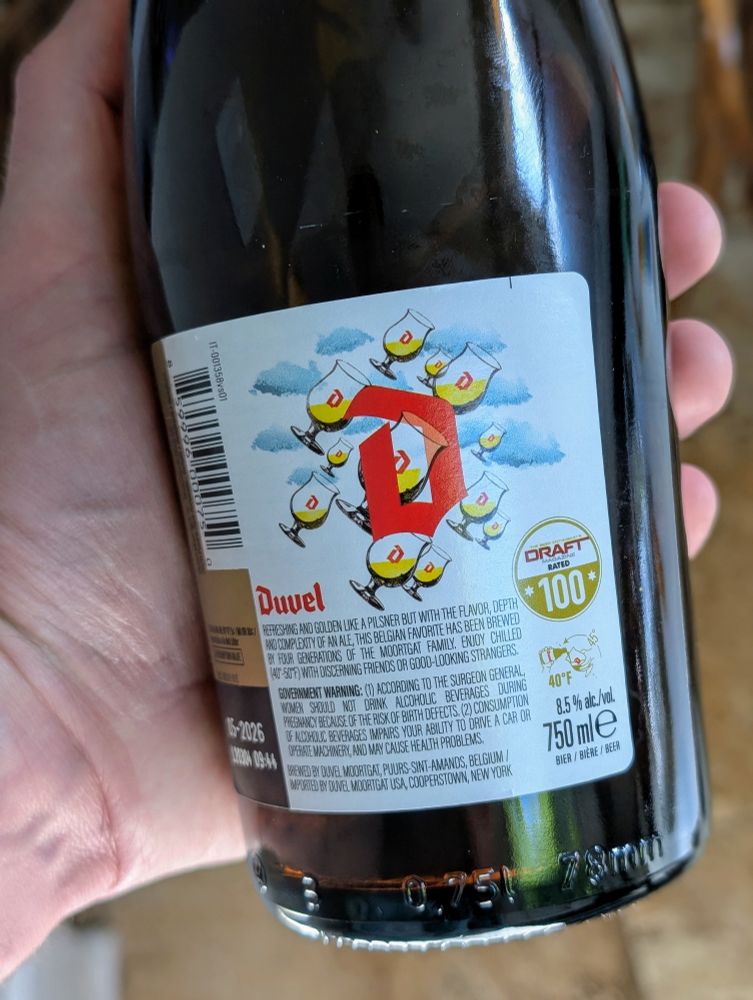 IT-001358vs01
DRAFT
MAGAZINE
RATED
100
Duvel
REFRESHING AND GOLDEN LIKE A PILSNER BUT WITH THE FLAVOR, DEPTH
AND COMPLEXITY OF AN ALE, THIS BELGIAN FAVORITE HAS BEEN BREWED
BY FOUR GENERATIONS OF THE MOORTGAT FAMILY. ENJOY CHILLED
(40°-50°F) WITH DISCERNING FRIENDS OR GOOD-LOOKING STRANGERS.
GOVERNMENT WARNING: (1) ACCORDING TO THE SURGEON GENERAL,
WOMEN SHOULD NOT DRINK ALCOHOLIC BEVERAGES DURING
PREGNANCY BECAUSE OF THE RISK OF BIRTH DEFECTS. (2) CONSUMPTION
OF ALCOHOLIC BEVERAGES IMPAIRS YOUR ABILITY TO DRIVE A CAR OR
OPERATE MACHINERY, AND MAY CAUSE HEALTH PROBLEMS.
BREWED BY DUVEL MOORTGAT, PUURS-SINT-AMANDS, BELGIUM /
IMPORTED BY DUVEL MOORTGAT USA, COOPERSTOWN, NEW YORK
45°
40°F
8.5 % alc./vol.
750 ml e
BIER / BIÈRE / BEER
05-2026
09:44
0.75l 78mm